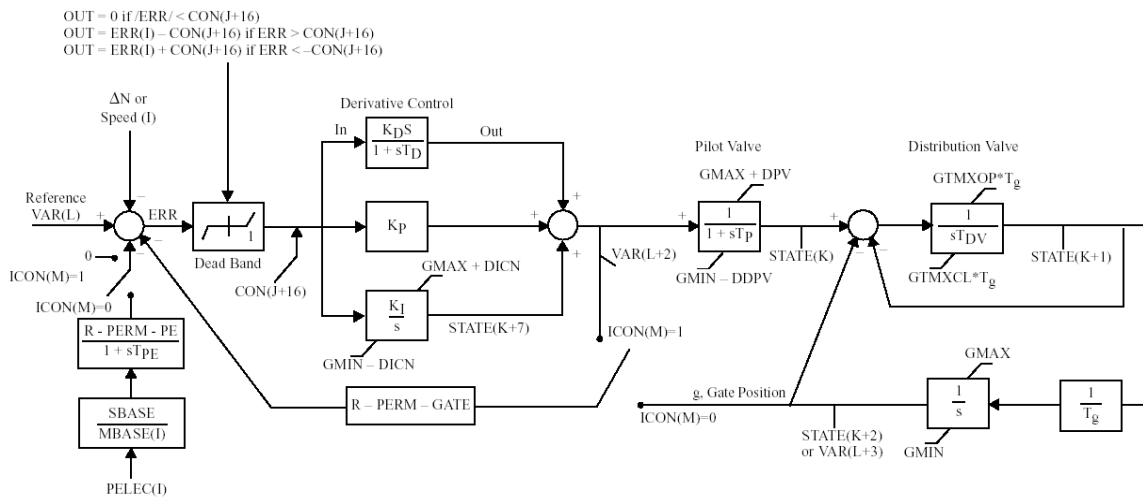 OUT = 0 if /ERR/ < CON(J+16)
OUT = ERR(I) – CON(J+16) if ERR > CON(J+16)
OUT = ERR(I) + CON(J+16) if ERR < –CON(J+16)
ΔN or
Speed (I)
Reference
VAR(L)
+
–
–
–
ERR
0
ICON(M)=1
ICON(M)=0
R - PERM - PE
1 + sT_PE
SBASE
MBASE(I)
PELEC(I)
1
Dead Band
CON(J+16)
Derivative Control
In
K_D S
1 + sT_D
Out
K_P
GMAX + DICN
K_I
s
STATE(K+7)
GMIN – DICN
+
+
+
VAR(L+2)
ICON(M)=1
R – PERM – GATE
Pilot Valve
GMAX + DPV
+
1
1 + sT_P
STATE(K)
GMIN – DDPV
+
–
–
Distribution Valve
GTMXOP*T_g
1
sT_DV
STATE(K+1)
GTMXCL*T_g
g, Gate Position
ICON(M)=0
STATE(K+2)
or VAR(L+3)
GMAX
1
s
GMIN
1
T_g